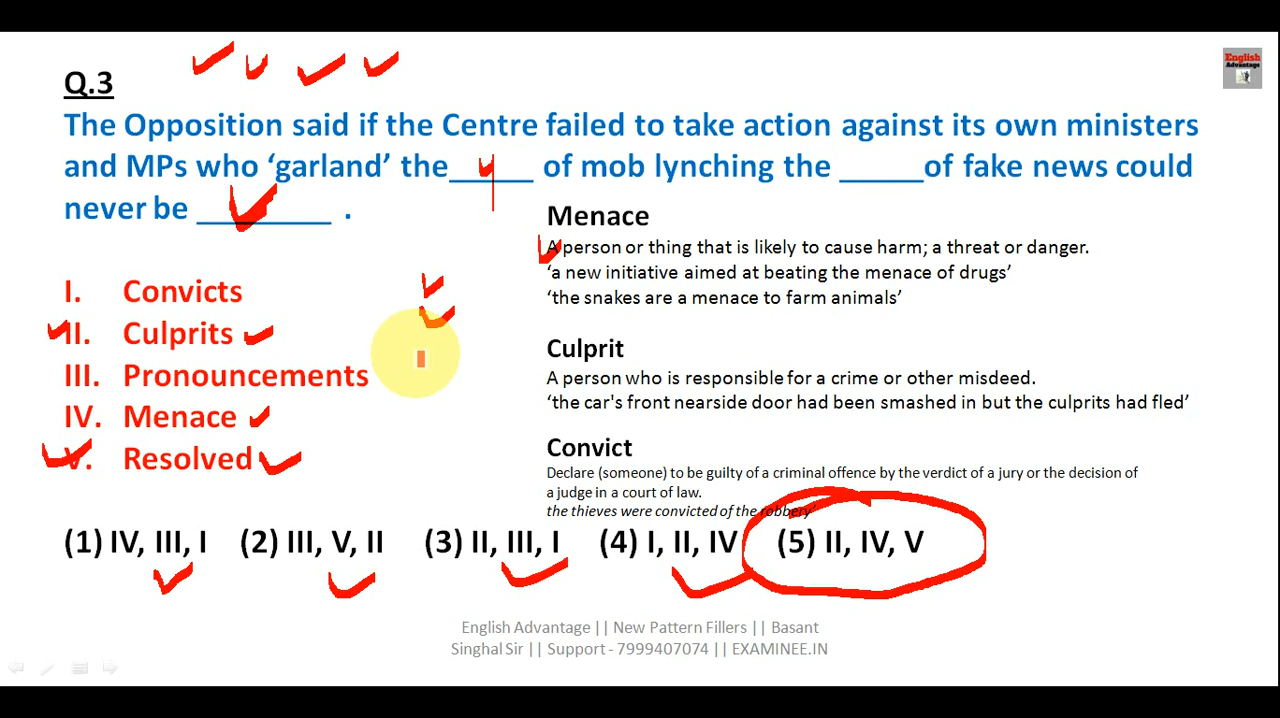 English
Advantage
Q.3
The Opposition said if the Centre failed to take action against its own ministers
and MPs who ‘garland’ the_____ of mob lynching the _____of fake news could
never be ________ .
Menace
A person or thing that is likely to cause harm; a threat or danger.
‘a new initiative aimed at beating the menace of drugs’
‘the snakes are a menace to farm animals’
I. Convicts
II. Culprits
III. Pronouncements
IV. Menace
V. Resolved
Culprit
A person who is responsible for a crime or other misdeed.
‘the car's front nearside door had been smashed in but the culprits had fled’
Convict
Declare (someone) to be guilty of a criminal offence by the verdict of a jury or the decision of
a judge in a court of law.
the thieves were convicted of the robbery’
(1) IV, III, I (2) III, V, II (3) II, III, I (4) I, II, IV (5) II, IV, V
English Advantage || New Pattern Fillers || Basant
Singhal Sir || Support - 7999407074 || EXAMINEE.IN